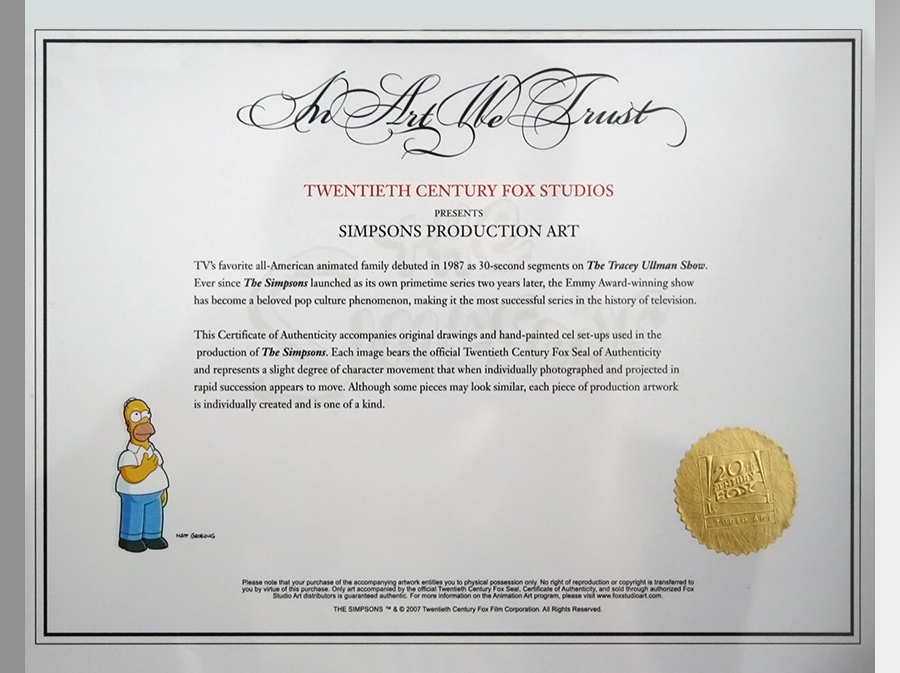 In Art We Trust
TWENTIETH CENTURY FOX STUDIOS
PRESENTS
SIMPSONS PRODUCTION ART
TV's favorite all-American animated family debuted in 1987 as 30-second segments on The Tracey Ullman Show.
Ever since The Simpsons launched as its own primetime series two years later, the Emmy Award-winning show
has become a beloved pop culture phenomenon, making it the most successful series in the history of television.
This Certificate of Authenticity accompanies original drawings and hand-painted cel set-ups used in the
production of The Simpsons. Each image bears the official Twentieth Century Fox Seal of Authenticity
and represents a slight degree of character movement that when individually photographed and projected in
rapid succession appears to move. Although some pieces may look similar, each piece of production artwork
is individually created and is one of a kind.
MATT GROENING
20th
CENTURY
FOX
STUDIO ART
Please note that your purchase of the accompanying artwork entitles you to physical possession only. No right of reproduction or copyright is transferred to
you by virtue of this purchase. Only art accompanied by the official Twentieth Century Fox Seal, Certificate of Authenticity, and sold through authorized Fox
Studio Art distributors is guaranteed authentic. For more information on the Animation Art program, please visit www.foxstudioart.com.
THE SIMPSONS ™ & © 2007 Twentieth Century Fox Film Corporation. All Rights Reserved.